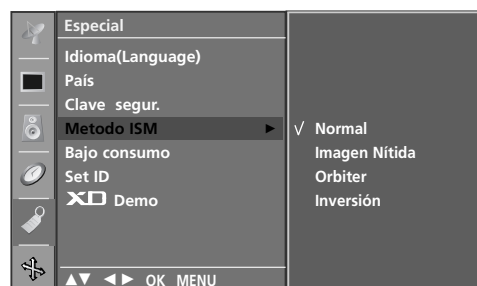 Especial
Idioma(Language)
País
Clave segur.
Metodo ISM ►
Bajo consumo
Set ID
XD Demo
√ Normal
Imagen Nítida
Orbiter
Inversión
▲▼ ◄► OK MENU